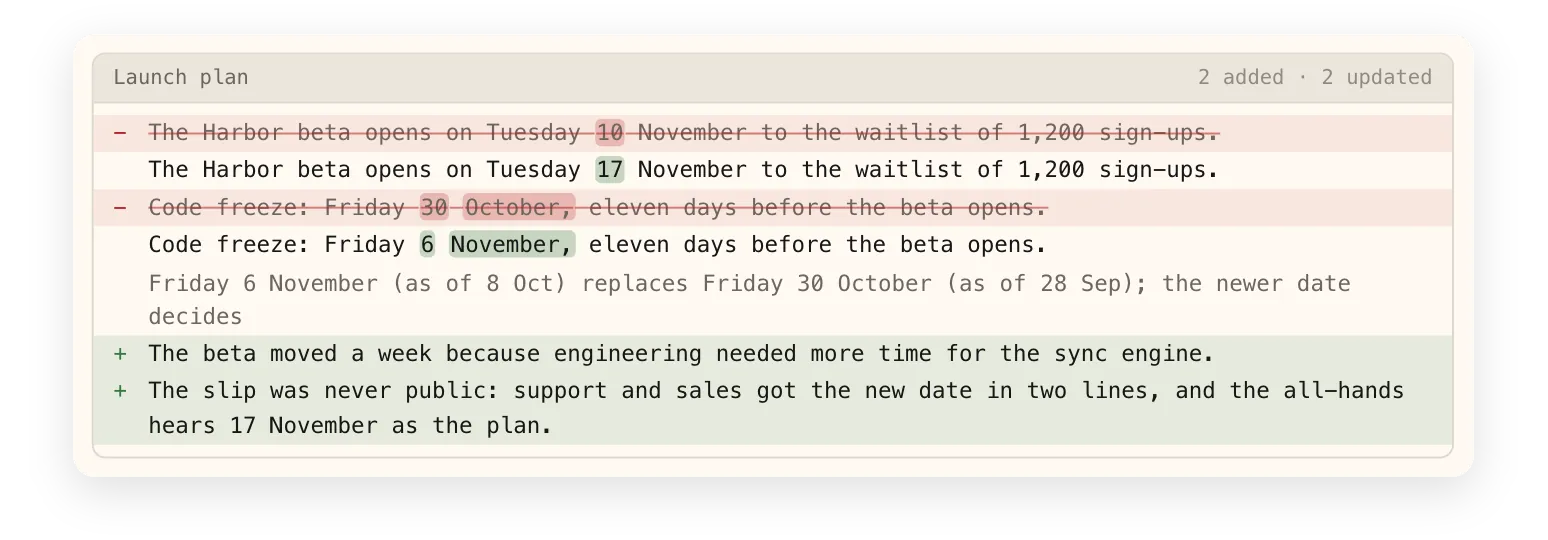 Launch plan
2 added · 2 updated
− The Harbor beta opens on Tuesday 10 November to the waitlist of 1,200 sign-ups.
The Harbor beta opens on Tuesday 17 November to the waitlist of 1,200 sign-ups.
− Code freeze: Friday 30 October, eleven days before the beta opens.
Code freeze: Friday 6 November, eleven days before the beta opens.
Friday 6 November (as of 8 Oct) replaces Friday 30 October (as of 28 Sep); the newer date
decides
+ The beta moved a week because engineering needed more time for the sync engine.
+ The slip was never public: support and sales got the new date in two lines, and the all-hands
hears 17 November as the plan.